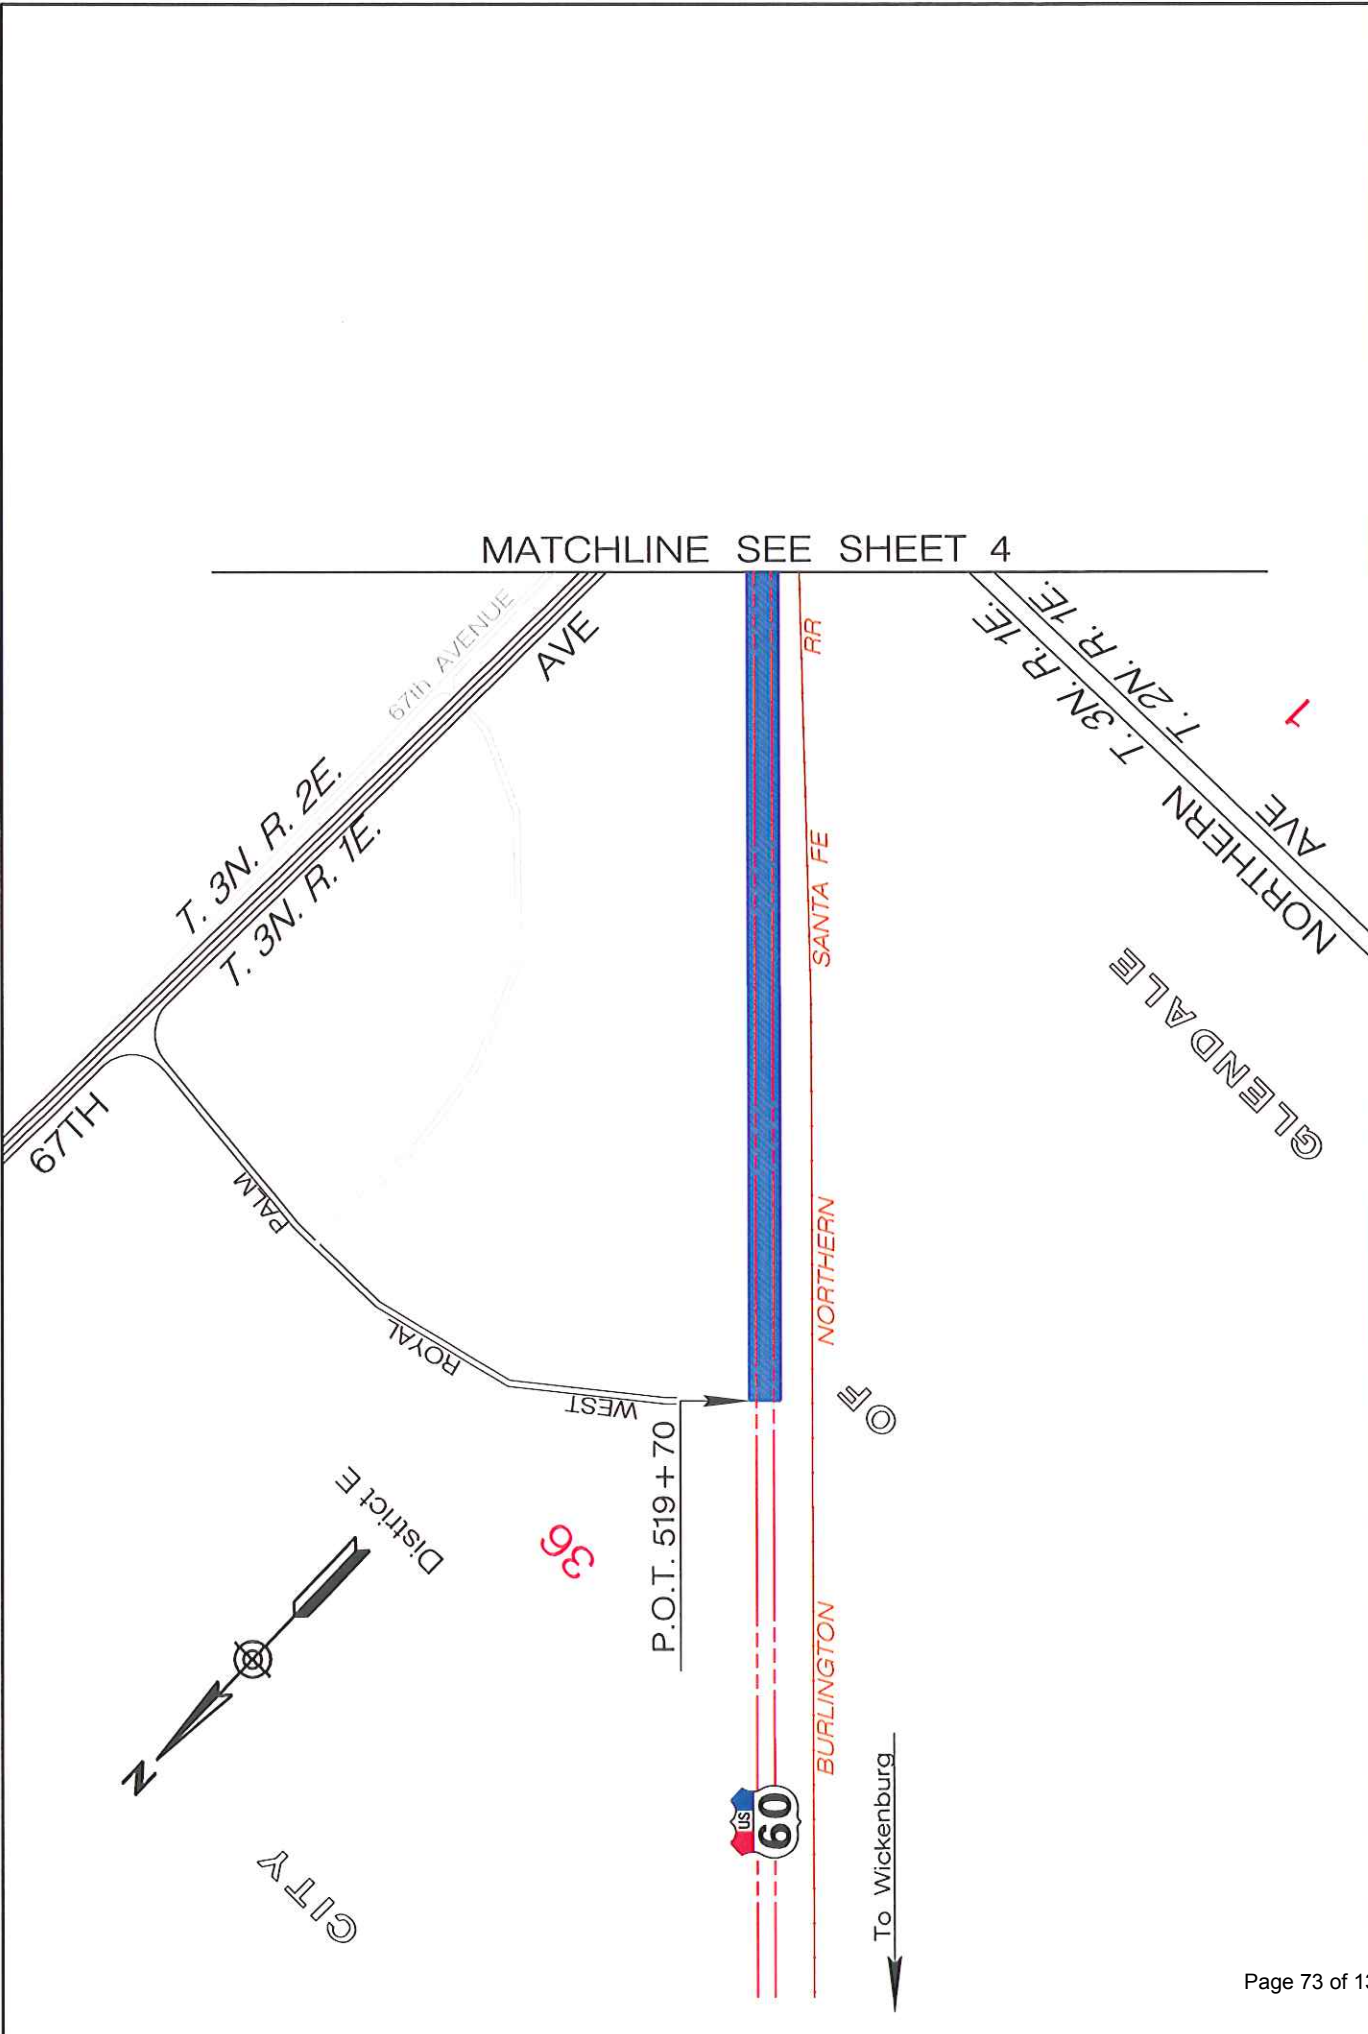 MATCHLINE SEE SHEET 4
67th AVENUE
67TH AVE
T. 3N. R. 2E.
T. 3N. R. 1E.
T. 3N. R. 1E.
T. 2N. R. 1E.
1
NORTHERN AVE
BURLINGTON NORTHERN SANTA FE RR
CITY OF GLENDALE
WEST ROYAL PALM
P.O.T. 519+70
36
District E
N
US
60
To Wickenburg
Page 73 of 13